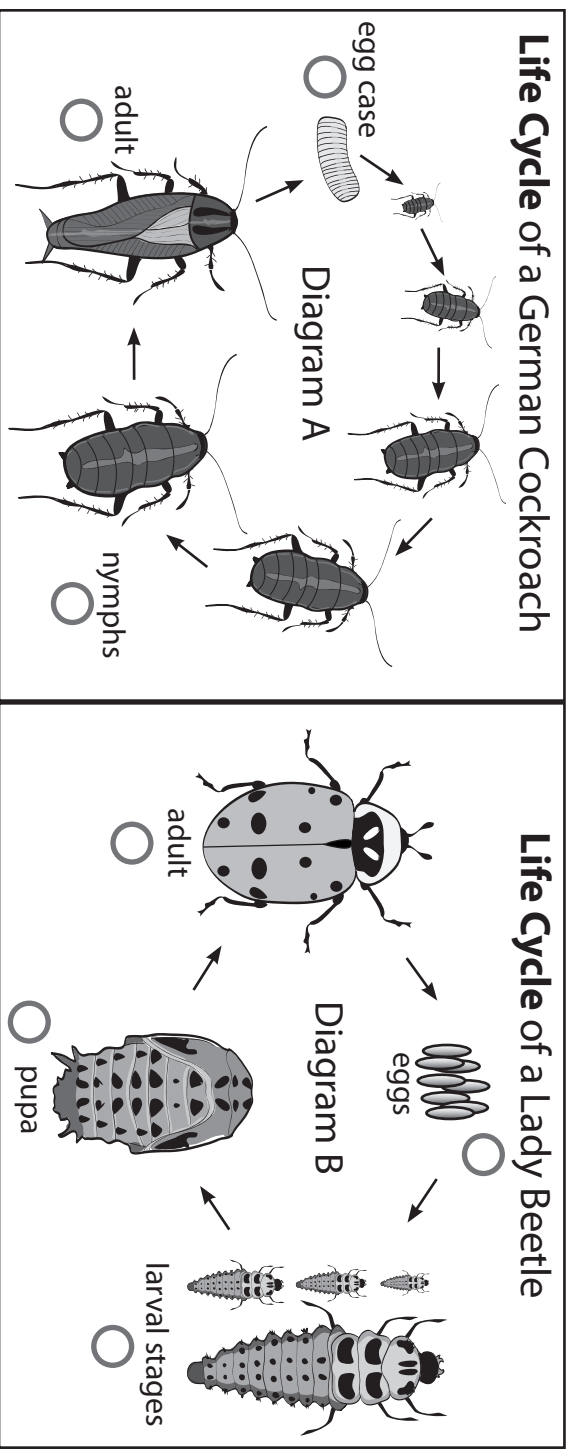 Life Cycle of a German Cockroach
egg case
adult
Diagram A
nymphs
Life Cycle of a Lady Beetle
adult
eggs
Diagram B
pupa
larval stages